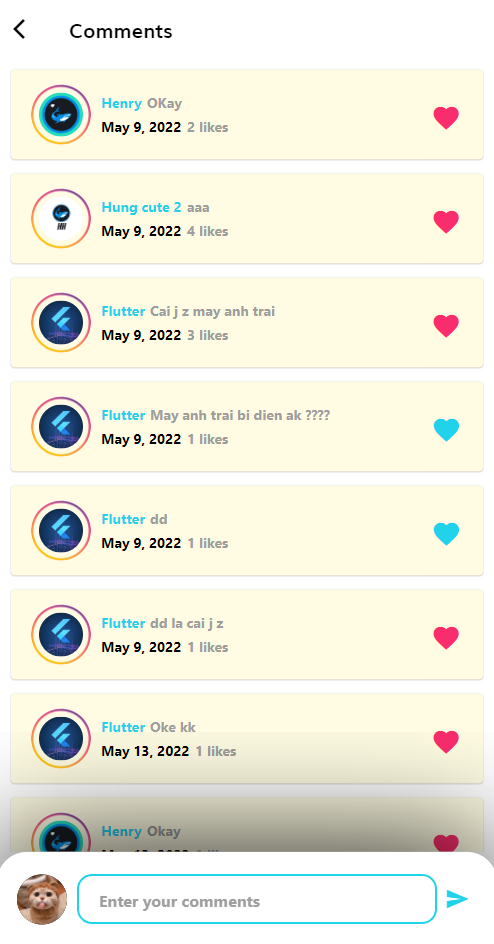 Comments
Henry OKay
May 9, 2022 2 likes
Hung cute 2 aaa
May 9, 2022 4 likes
Flutter Cai j z may anh trai
May 9, 2022 3 likes
Flutter May anh trai bi dien ak ????
May 9, 2022 1 likes
Flutter dd
May 9, 2022 1 likes
Flutter dd la cai j z
May 9, 2022 1 likes
Flutter Oke kk
May 13, 2022 1 likes
Henry Okay
Enter your comments